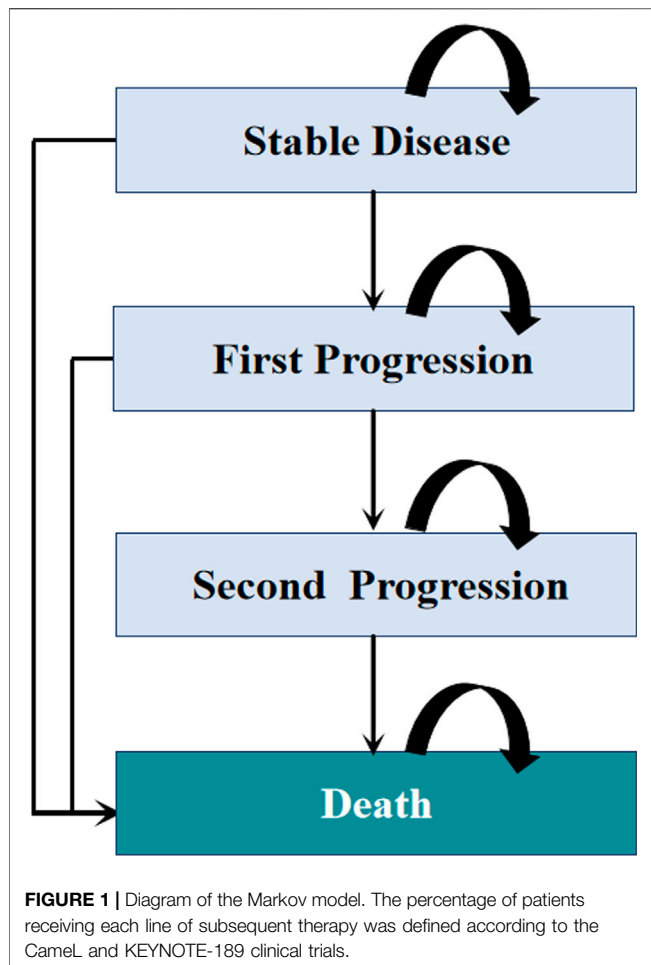 Stable Disease
First Progression
Second Progression
Death
FIGURE 1 | Diagram of the Markov model. The percentage of patients
receiving each line of subsequent therapy was defined according to the
CameL and KEYNOTE-189 clinical trials.